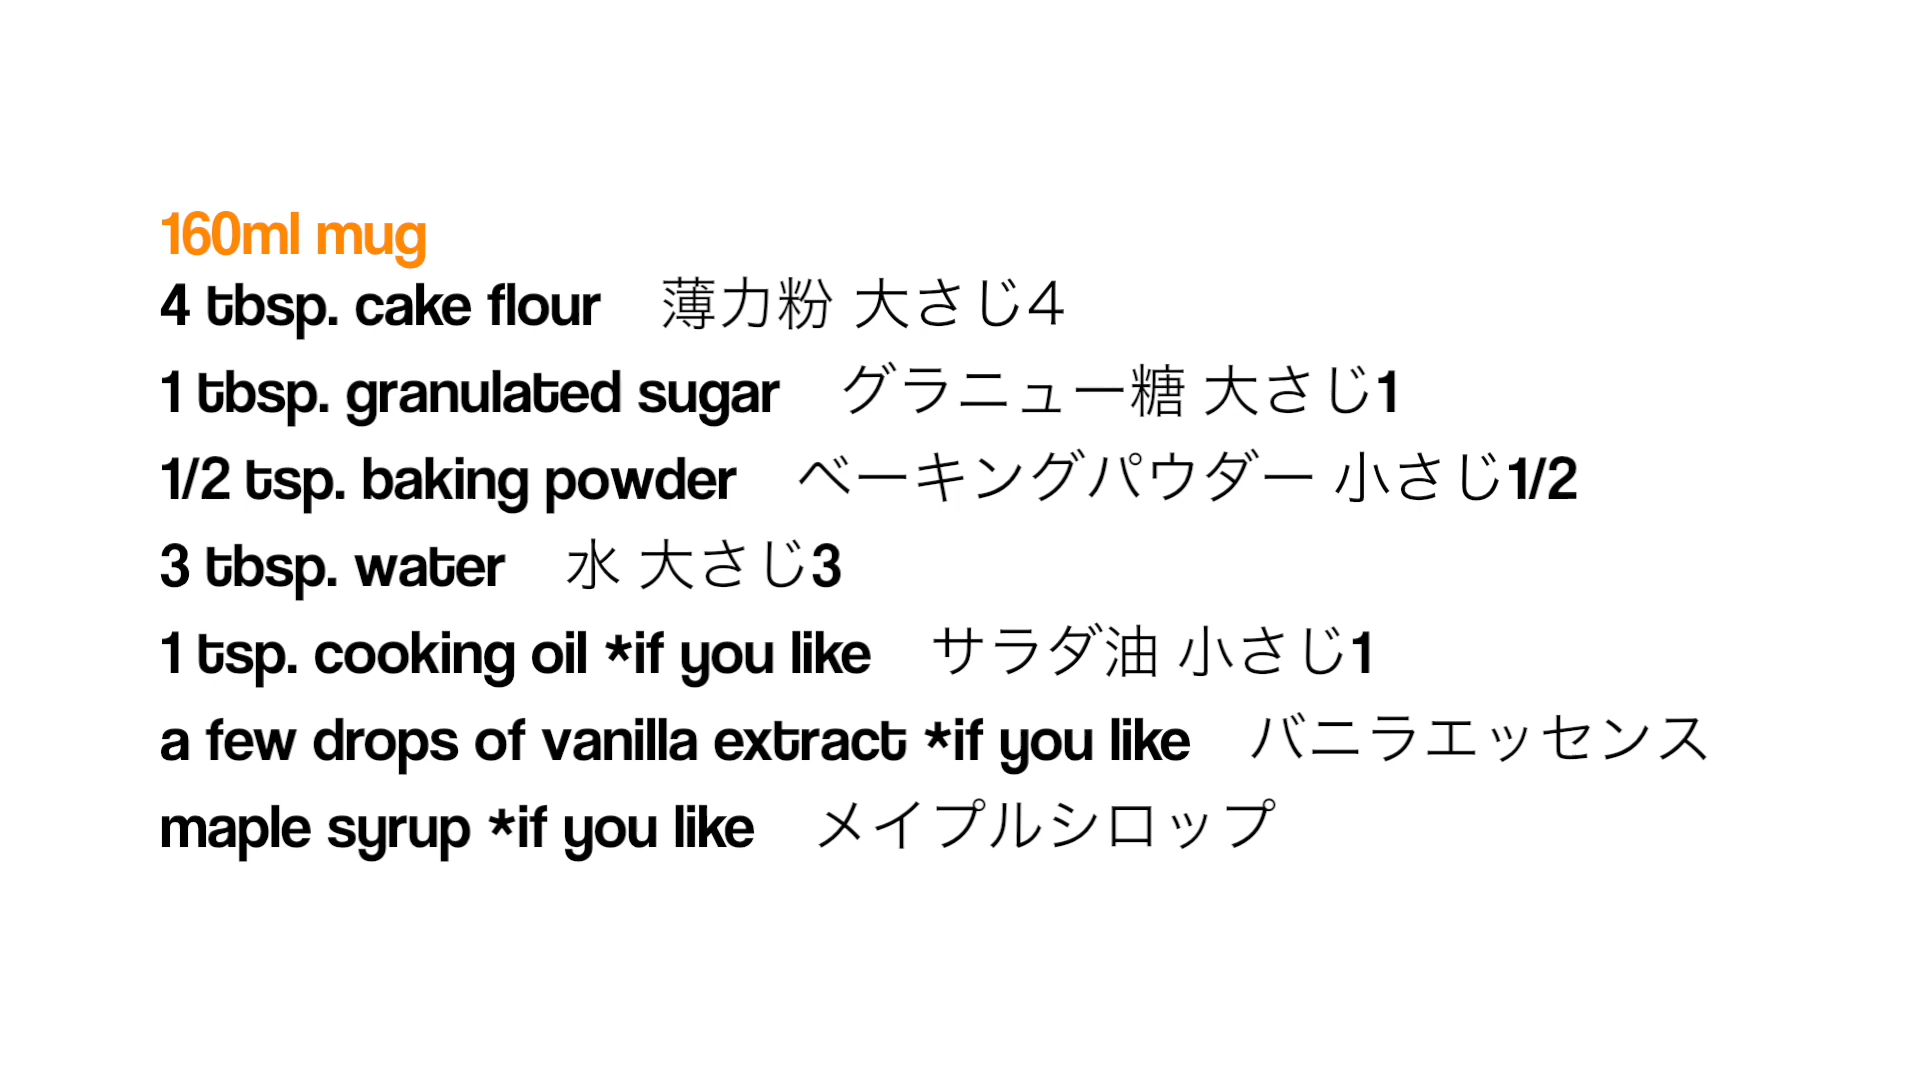 160ml mug
4 tbsp. cake flour　薄力粉 大さじ4
1 tbsp. granulated sugar　グラニュー糖 大さじ1
1/2 tsp. baking powder　ベーキングパウダー 小さじ1/2
3 tbsp. water　水 大さじ3
1 tsp. cooking oil *if you like　サラダ油 小さじ1
a few drops of vanilla extract *if you like　バニラエッセンス
maple syrup *if you like　メイプルシロップ